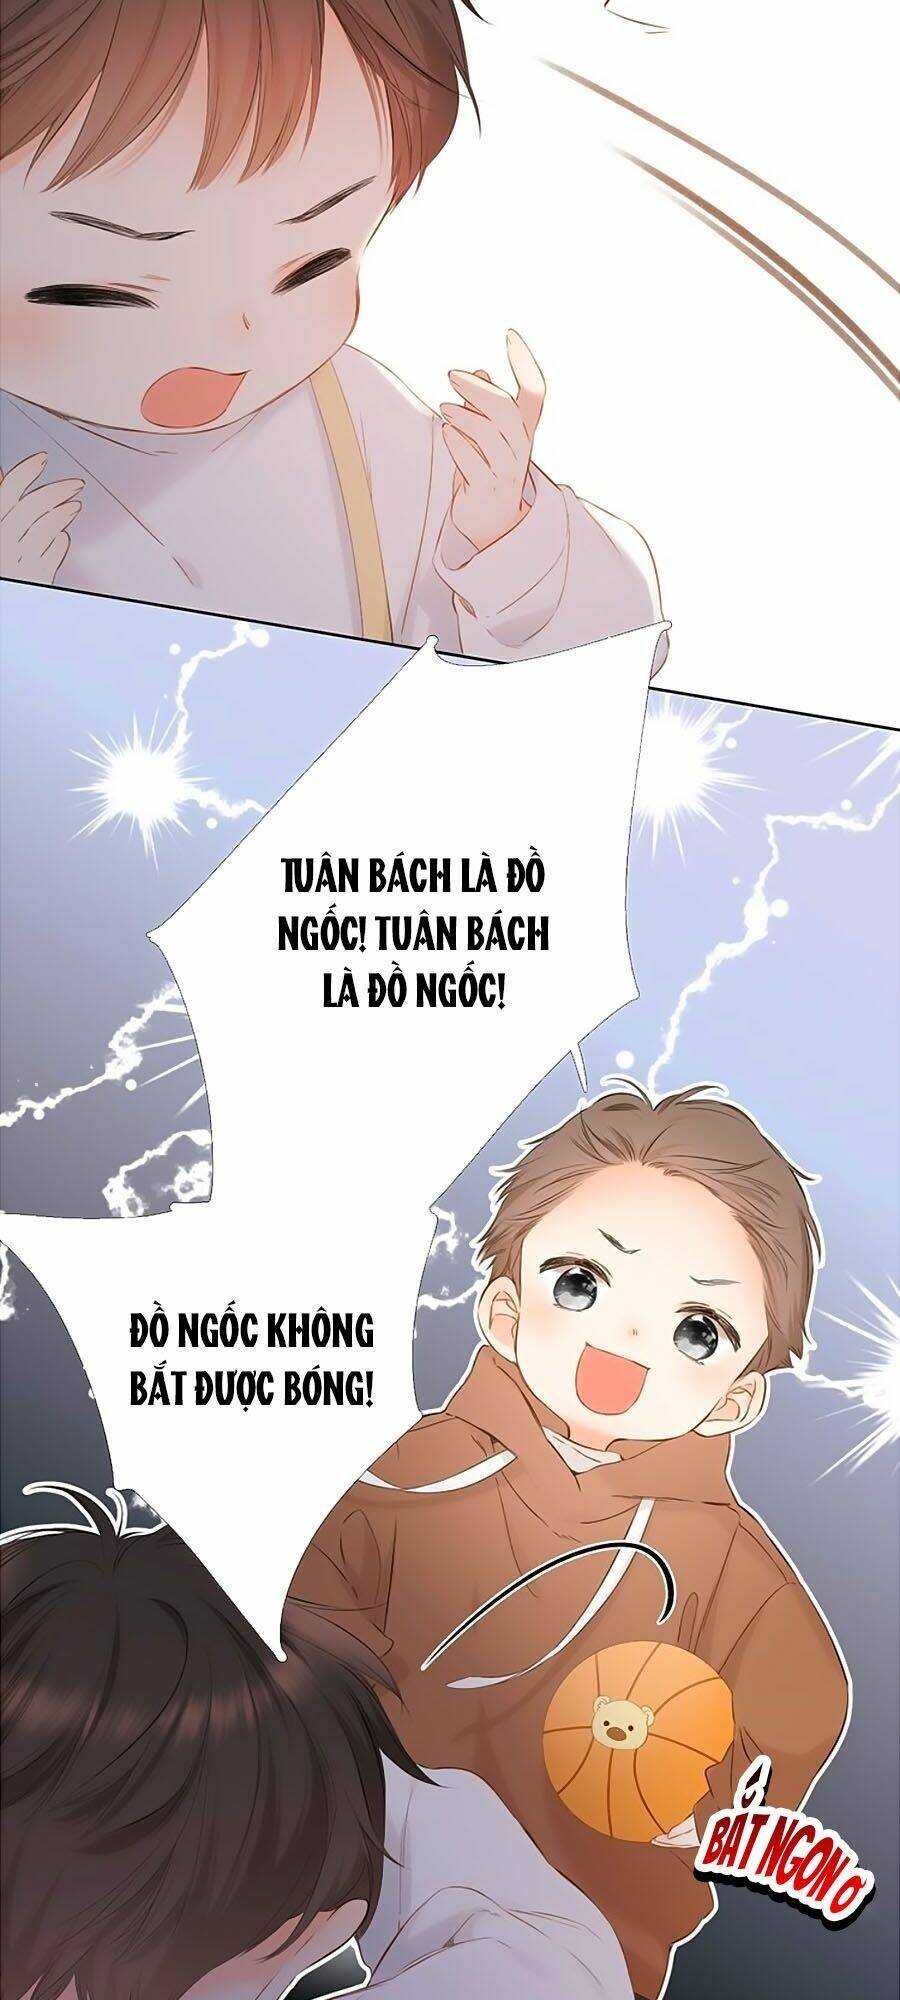 TUÂN BÁCH LÀ ĐỒ
NGỐC! TUÂN BÁCH
LÀ ĐỒ NGỐC!
ĐỒ NGỐC KHÔNG
BẮT ĐƯỢC BÓNG!
BẮT NGON Ơ